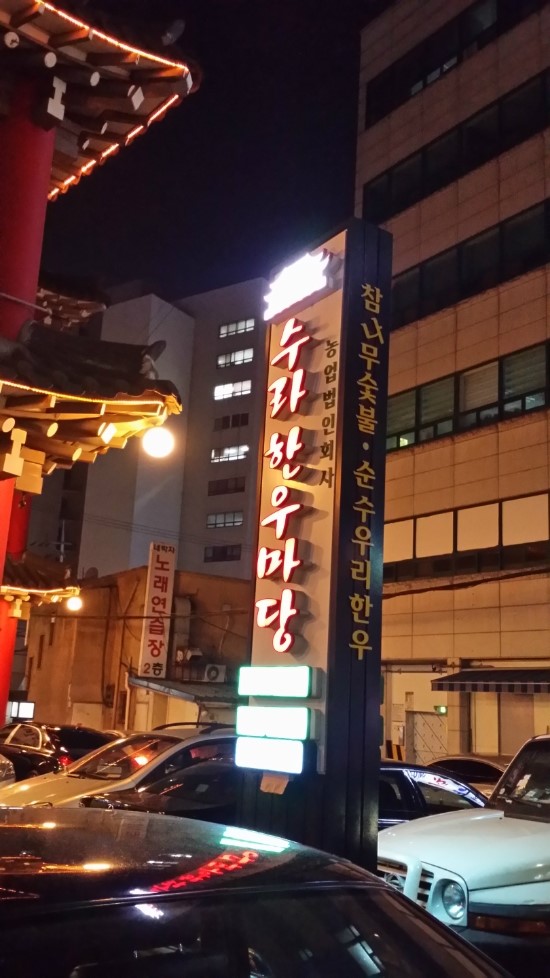 수라한우마당
농업법인회사
참나무숯불·순수우리한우
노래연습장
2층